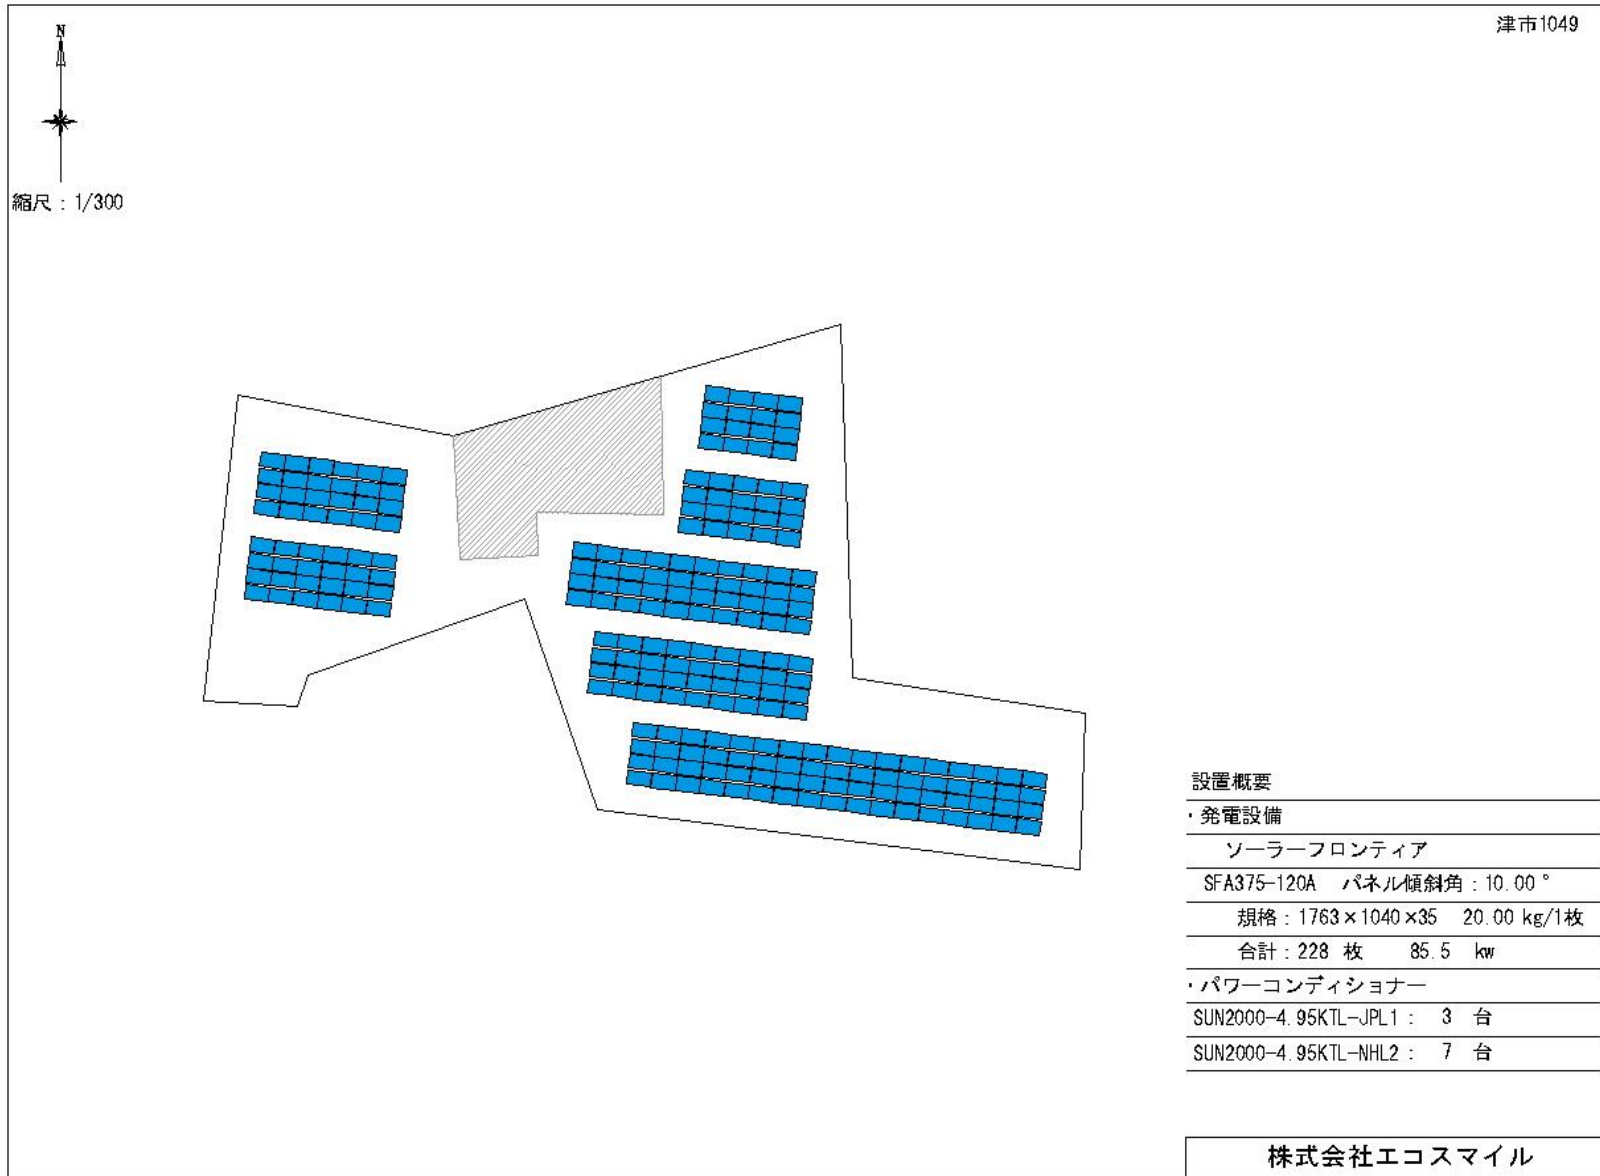 津市1049
N
縮尺：1/300
設置概要
・発電設備
ソーラーフロンティア
SFA375-120A パネル傾斜角：10.00°
規格：1763×1040×35 20.00 kg/1枚
合計：228 枚 85.5 kw
・パワーコンディショナー
SUN2000-4.95KTL-JPL1： 3 台
SUN2000-4.95KTL-NHL2： 7 台
株式会社エコスマイル